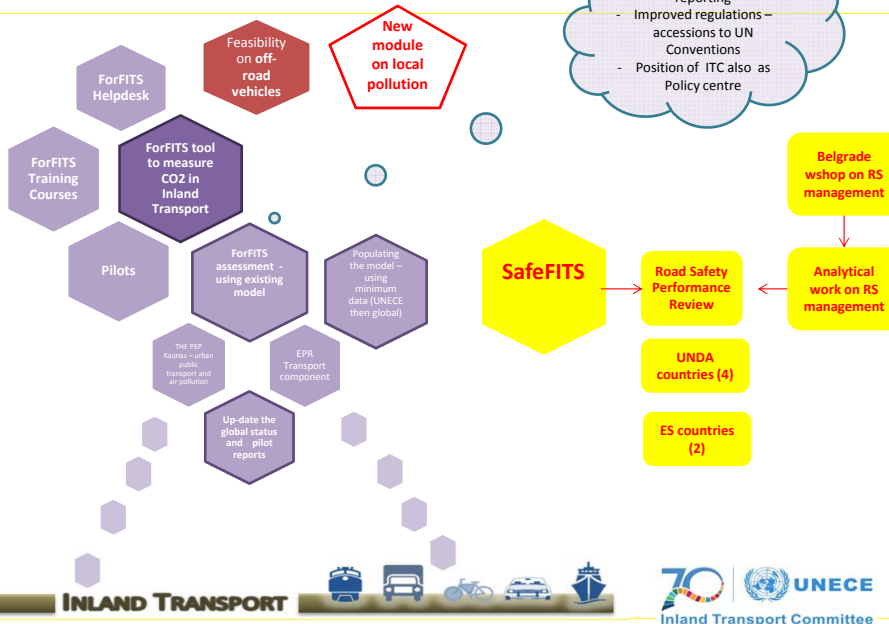 reporting
- Improved regulations –
accessions to UN
Conventions
- Position of ITC also as
Policy centre
Feasibility
on off-
road
vehicles
New
module
on local
pollution
ForFITS
Helpdesk
ForFITS
Training
Courses
ForFITS tool
to measure
CO2 in
Inland
Transport
Pilots
ForFITS
assessment -
using existing
model
Populating
the model –
using
minimum
data (UNECE
then global)
THE PEP
Kaunas – urban
public
transport and
air pollution
EPR
Transport
component
Up-date the
global status
and pilot
reports
SafeFITS
Road Safety
Performance
Review
UNDA
countries (4)
ES countries
(2)
Belgrade
wshop on RS
management
Analytical
work on RS
management
INLAND TRANSPORT
70
UNECE
Inland Transport Committee